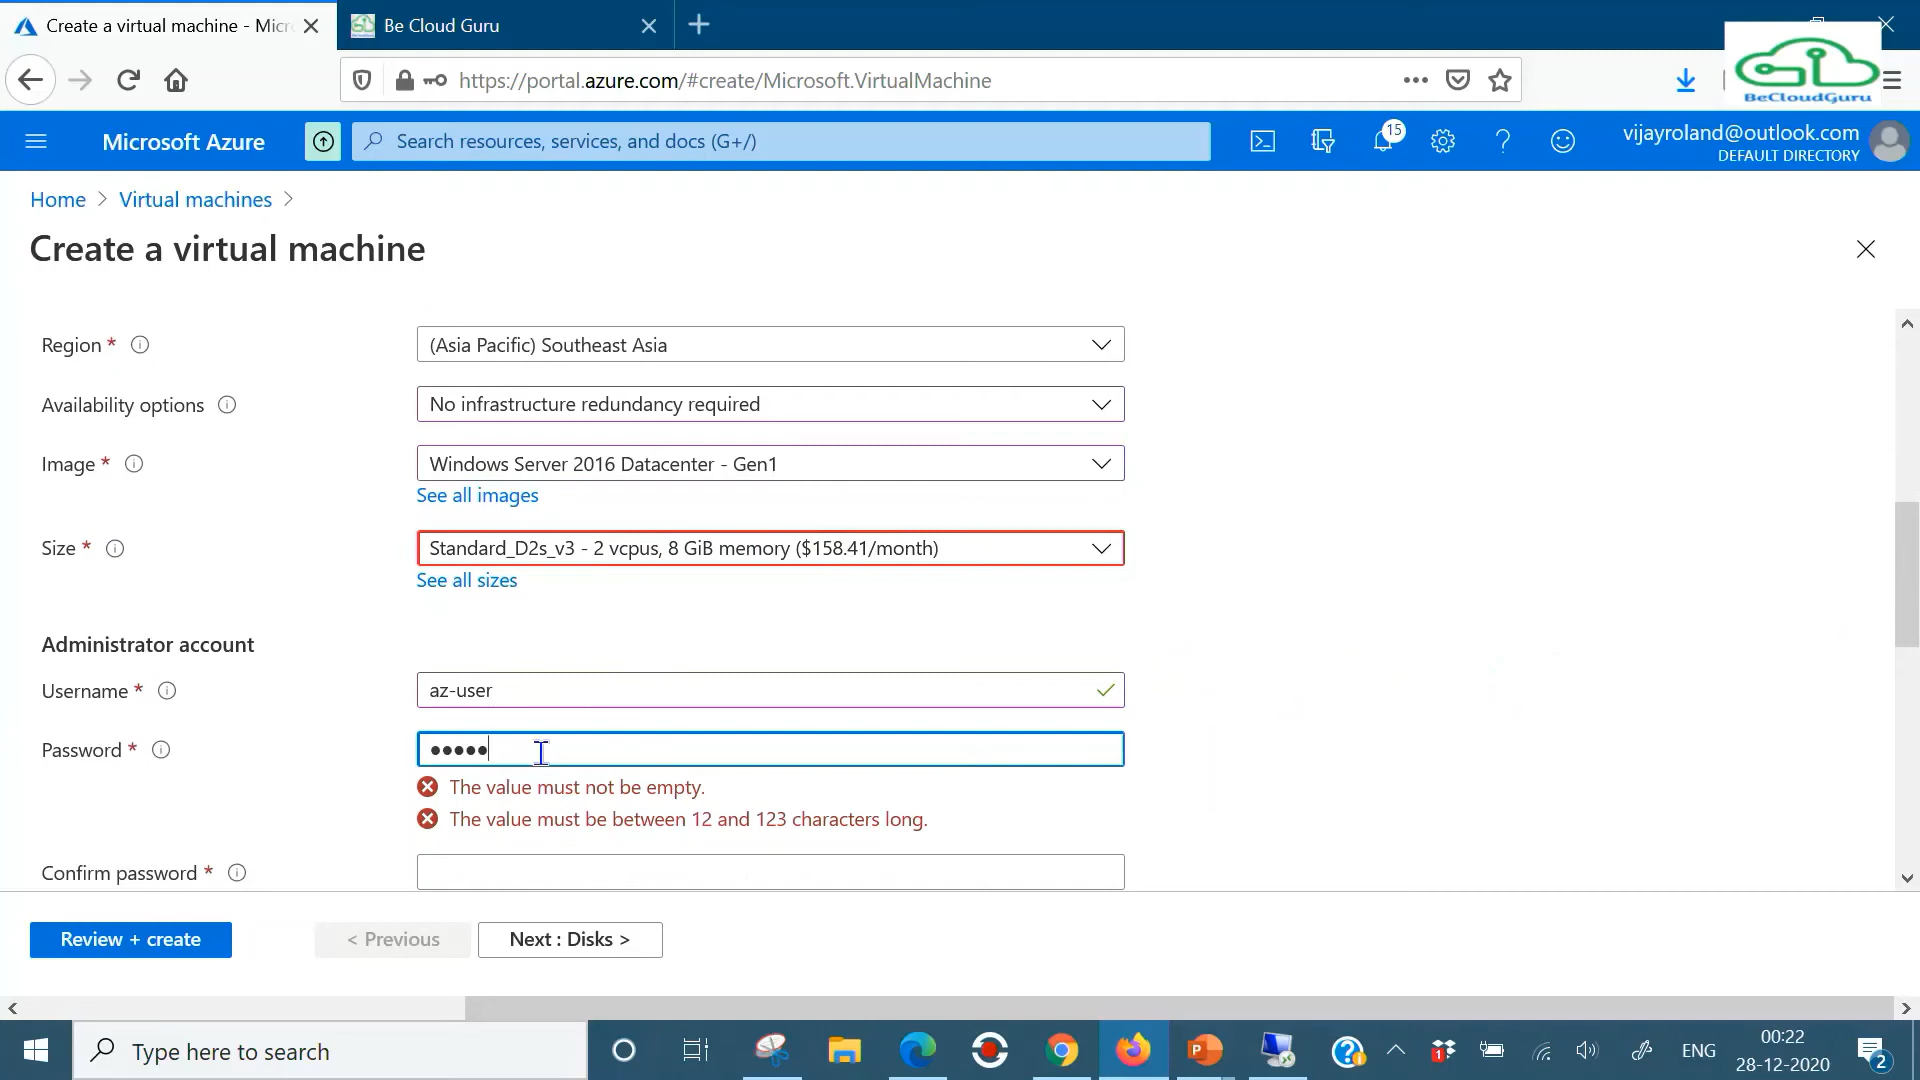 Create a virtual machine - Micr
Be Cloud Guru
https://portal.azure.com/#create/Microsoft.VirtualMachine
BeCloudGuru
Microsoft Azure
Search resources, services, and docs (G+/)
15
vijayroland@outlook.com
DEFAULT DIRECTORY
Home > Virtual machines >
Create a virtual machine
Region *
(Asia Pacific) Southeast Asia
Availability options
No infrastructure redundancy required
Image *
Windows Server 2016 Datacenter - Gen1
See all images
Size *
Standard_D2s_v3 - 2 vcpus, 8 GiB memory ($158.41/month)
See all sizes
Administrator account
Username *
az-user
Password *
●●●●●
The value must not be empty.
The value must be between 12 and 123 characters long.
Confirm password *
Review + create
< Previous
Next : Disks >
Type here to search
1
ENG
00:22
28-12-2020
2